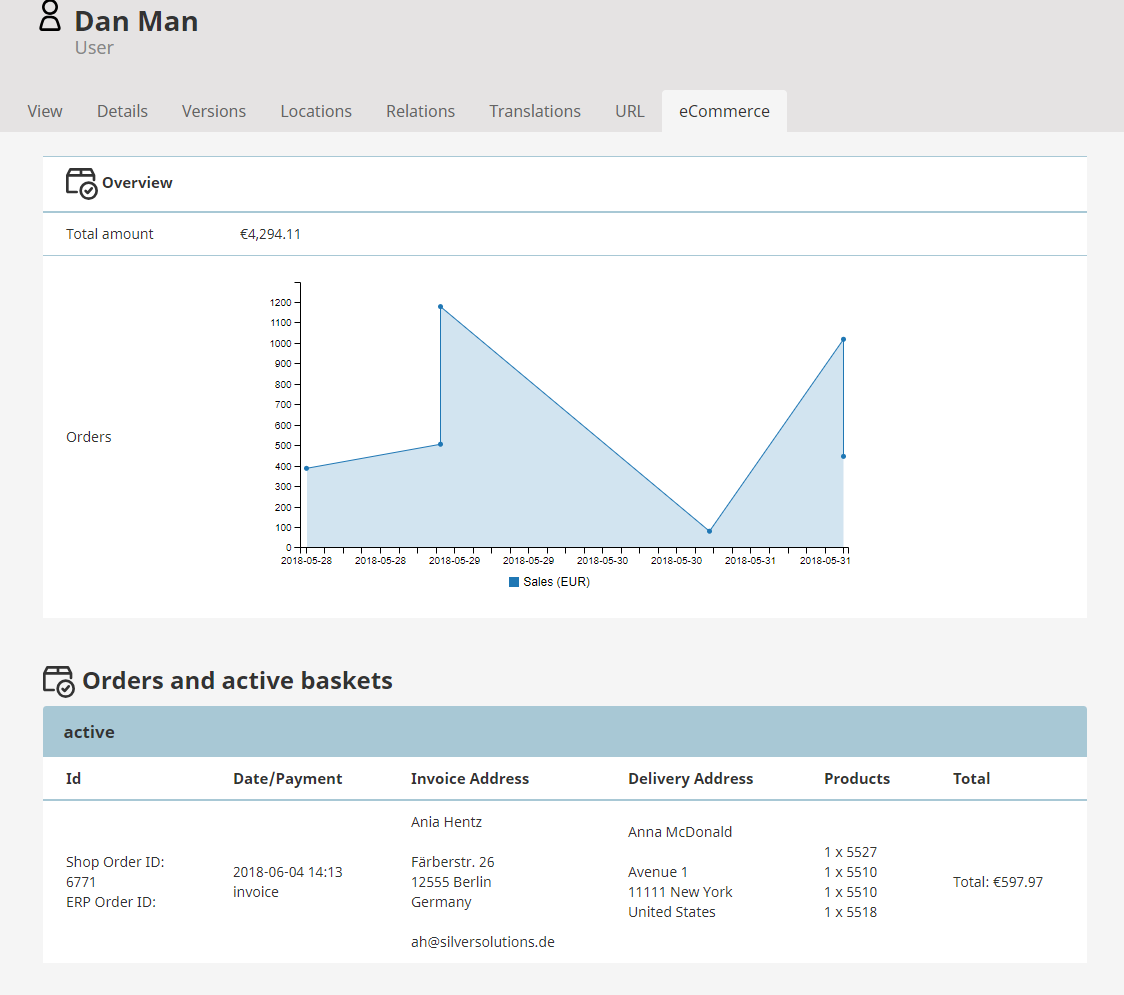 Dan Man
User
View Details Versions Locations Relations Translations URL eCommerce
Overview
Total amount €4,294.11
Orders
1200
1100
1000
900
800
700
600
500
400
300
200
100
0
2018-05-28 2018-05-28 2018-05-29 2018-05-29 2018-05-30 2018-05-30 2018-05-31 2018-05-31
Sales (EUR)
Orders and active baskets
active
Id Date/Payment Invoice Address Delivery Address Products Total
Shop Order ID:
6771
ERP Order ID:
2018-06-04 14:13
invoice
Ania Hentz
Färberstr. 26
12555 Berlin
Germany
ah@silversolutions.de
Anna McDonald
Avenue 1
11111 New York
United States
1 x 5527
1 x 5510
1 x 5510
1 x 5518
Total: €597.97